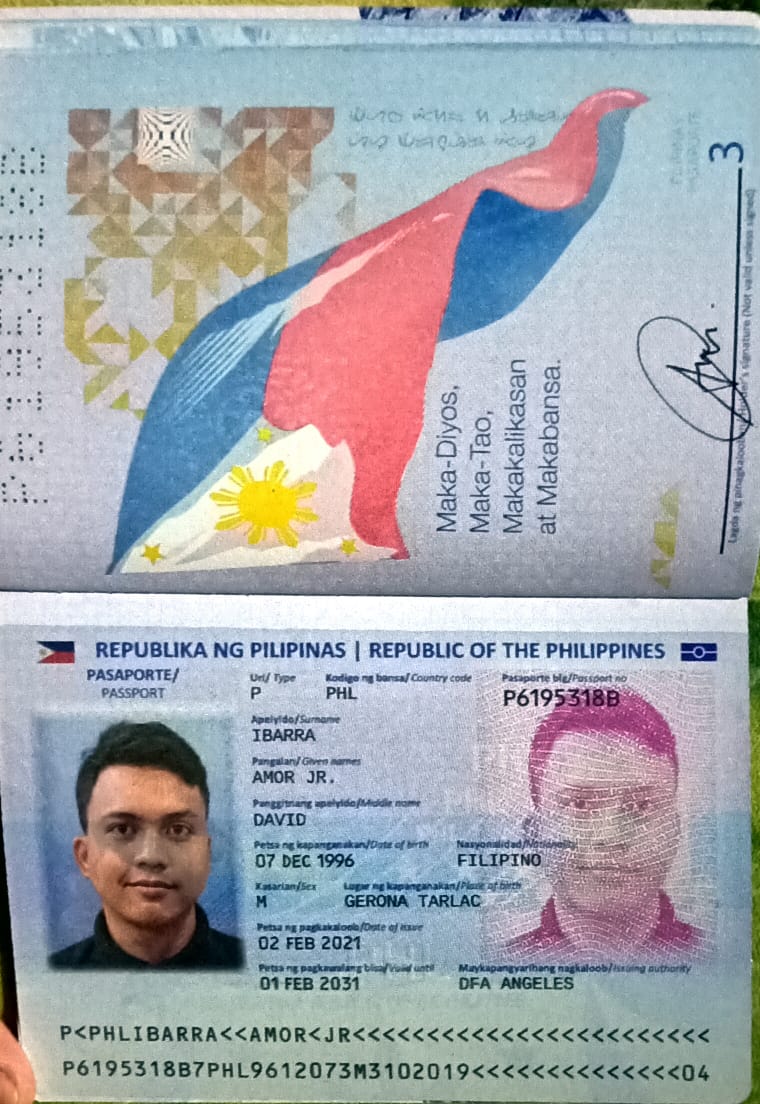 3
Maka-Diyos,
Maka-Tao,
Makakalikasan
at Makabansa.
Lagda ng pinagkalooban/Holder's signature (Not valid unless signed)
REPUBLIKA NG PILIPINAS | REPUBLIC OF THE PHILIPPINES
PASAPORTE/
PASSPORT
Uri/ Type Kodigo ng bansa/ Country code Pasaporte blg/Passport no
P PHL P6195318B
Apelyido/Surname
IBARRA
Pangalan/ Given names
AMOR JR.
Panggitnang apelyido/Middle name
DAVID
Petsa ng kapanganakan/Date of birth Nasyonalidad/Nationality
07 DEC 1996 FILIPINO
Kasarian/Sex Lugar ng kapanganakan/Place of birth
M GERONA TARLAC
Petsa ng pagkakaloob/Date of issue
02 FEB 2021
Petsa ng pagkawalang bisa/Valid until Maykapangyarihang nagkaloob/Issuing authority
01 FEB 2031 DFA ANGELES
P<PHLIBARRA<<AMOR<JR<<<<<<<<<<<<<<<<<<<<<<<<
P6195318B7PHL9612073M3102019<<<<<<<<<<<<<<04